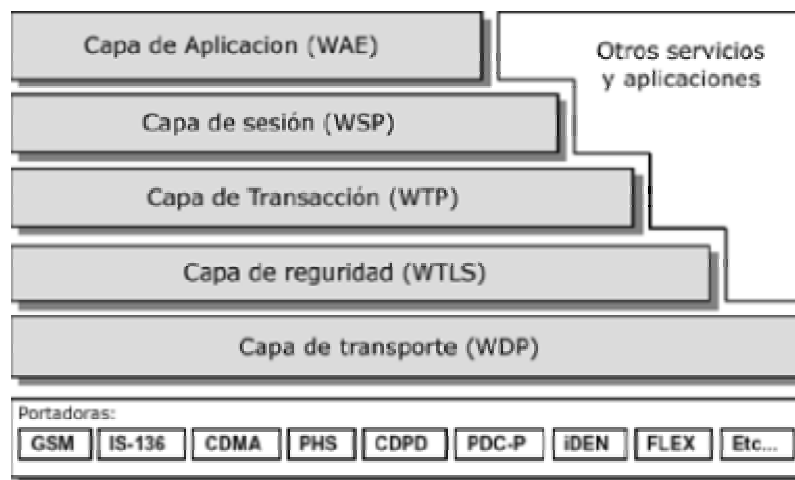 Capa de Aplicacion (WAE)
Otros servicios
y aplicaciones
Capa de sesión (WSP)
Capa de Transacción (WTP)
Capa de reguridad (WTLS)
Capa de transporte (WDP)
Portadoras:
GSM IS-136 CDMA PHS CDPD PDC-P iDEN FLEX Etc...